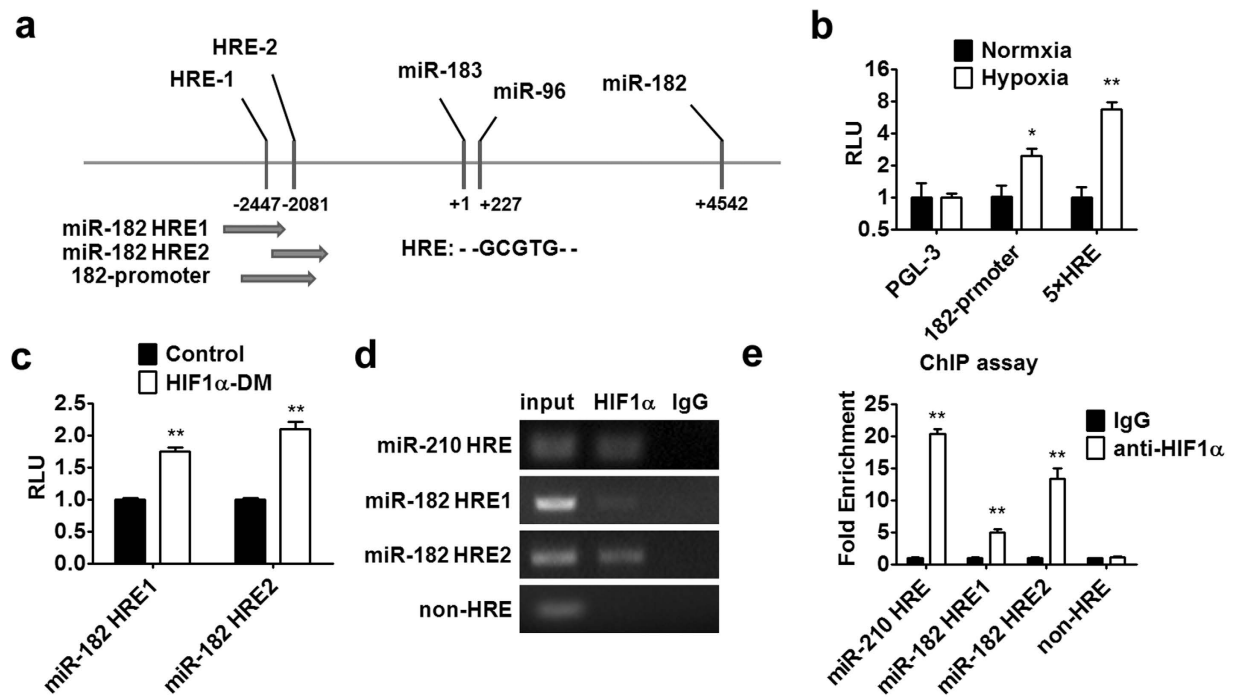 a
HRE-2
HRE-1
miR-183
miR-96
miR-182
-2447
-2081
+1
+227
+4542
miR-182 HRE1
miR-182 HRE2
182-promoter
HRE: - -GCGTG- -
b
Normxia
Hypoxia
RLU
16
8
4
2
1
0.5
*
**
PGL-3
182-prmoter
5×HRE
c
Control
HIF1α-DM
RLU
2.5
2.0
1.5
1.0
0.5
0.0
**
**
miR-182 HRE1
miR-182 HRE2
d
input HIF1α IgG
miR-210 HRE
miR-182 HRE1
miR-182 HRE2
non-HRE
e
ChIP assay
IgG
anti-HIF1α
Fold Enrichment
25
20
15
10
5
0
**
**
**
miR-210 HRE
miR-182 HRE1
miR-182 HRE2
non-HRE